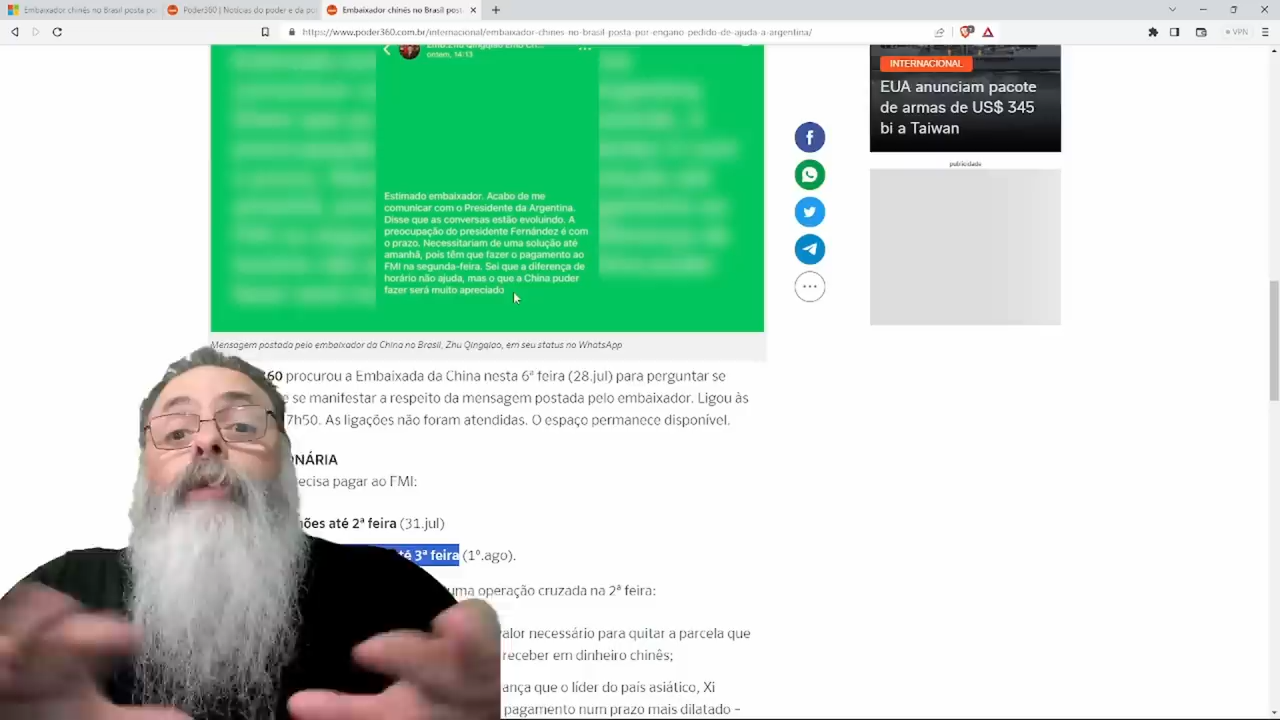 Embaixador chinês no Brasil posta po
Poder360 | Notícias do poder e da po
Embaixador chinês no Brasil post
https://www.poder360.com.br/internacional/embaixador-chines-no-brasil-posta-por-engano-pedido-de-ajuda-a-argentina/
VPN
ontem, 14:13
Estimado embaixador. Acabo de me
comunicar com o Presidente da Argentina.
Disse que as conversas estão evoluindo. A
preocupação do presidente Fernández é com
o prazo. Necessitariam de uma solução até
amanhã, pois têm que fazer o pagamento ao
FMI na segunda-feira. Sei que a diferença de
horário não ajuda, mas o que a China puder
fazer será muito apreciado
Mensagem postada pelo embaixador da China no Brasil, Zhu Qingqiao, em seu status no WhatsApp
INTERNACIONAL
EUA anunciam pacote
de armas de US$ 345
bi a Taiwan
publicidade
60 procurou a Embaixada da China nesta 6ª feira (28.jul) para perguntar se
e se manifestar a respeito da mensagem postada pelo embaixador. Ligou às
7h50. As ligações não foram atendidas. O espaço permanece disponível.
ONÁRIA
ecisa pagar ao FMI:
ões até 2ª feira (31.jul)
té 3ª feira (1º.ago).
uma operação cruzada na 2ª feira:
alor necessário para quitar a parcela que
receber em dinheiro chinês;
ança que o líder do país asiático, Xi
pagamento num prazo mais dilatado –